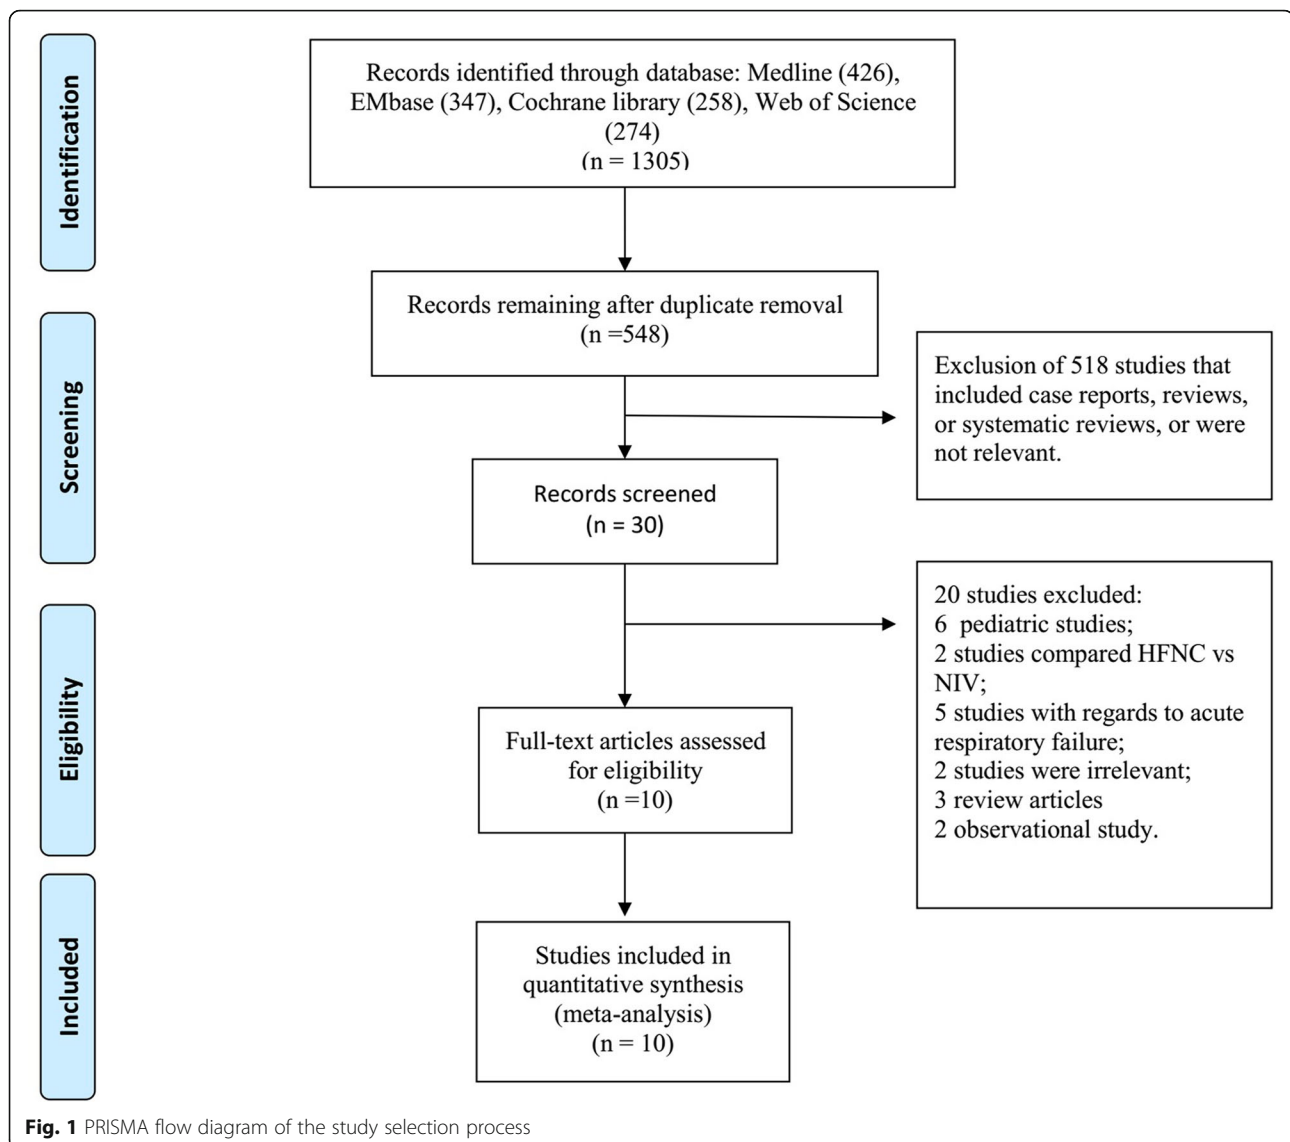 Identification
Records identified through database: Medline (426),
EMbase (347), Cochrane library (258), Web of Science
(274)
(n = 1305)
Screening
Records remaining after duplicate removal
(n =548)
Exclusion of 518 studies that
included case reports, reviews,
or systematic reviews, or were
not relevant.
Records screened
(n = 30)
Eligibility
20 studies excluded:
6 pediatric studies;
2 studies compared HFNC vs
NIV;
5 studies with regards to acute
respiratory failure;
2 studies were irrelevant;
3 review articles
2 observational study.
Full-text articles assessed
for eligibility
(n =10)
Included
Studies included in
quantitative synthesis
(meta-analysis)
(n = 10)
Fig. 1 PRISMA flow diagram of the study selection process